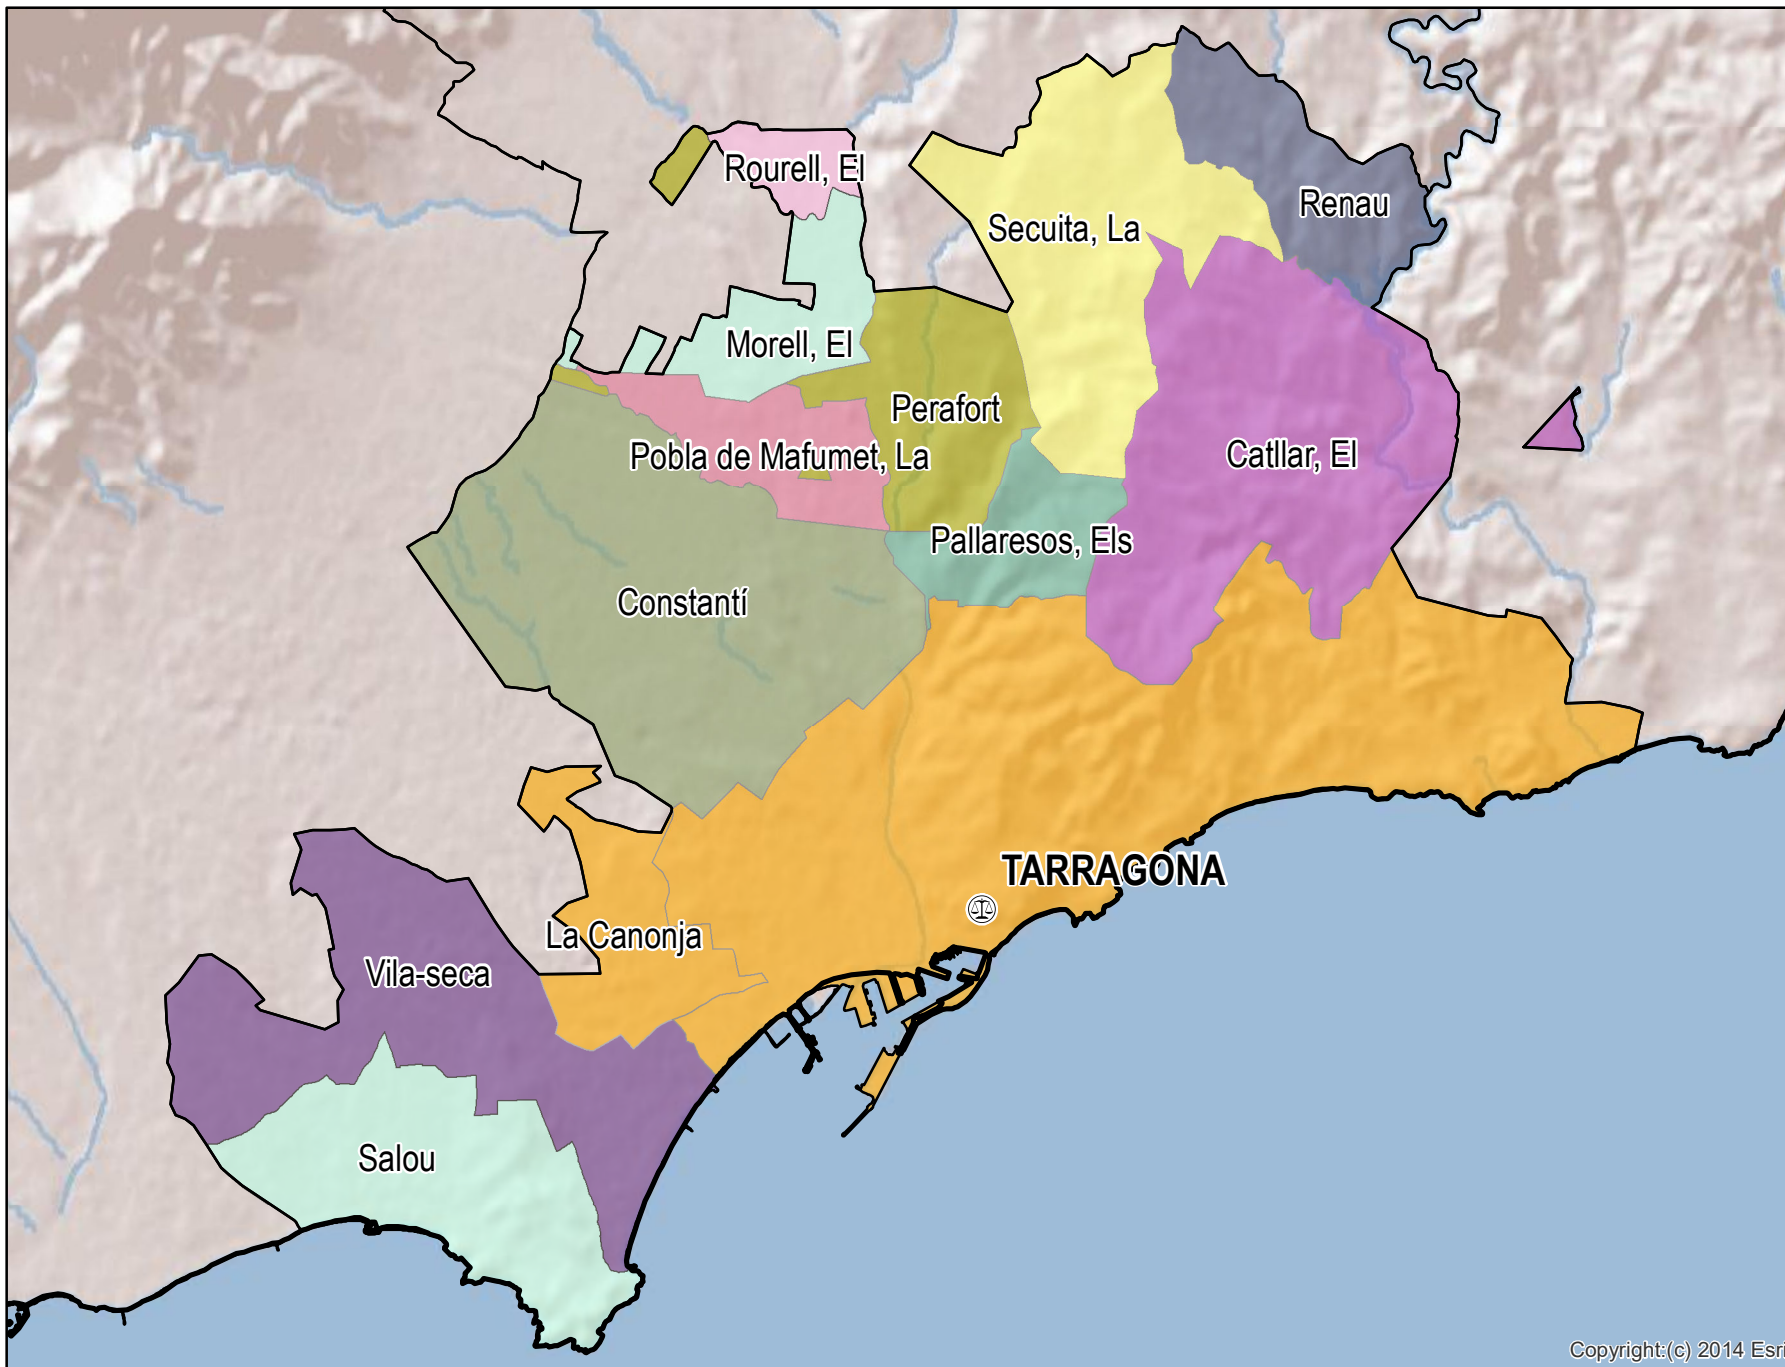 Rourell, El
Renau
Secuita, La
Morell, El
Perafort
Pobla de Mafumet, La
Catllar, El
Pallaresos, Els
Constantí
TARRAGONA
La Canonja
Vila-seca
Salou
Copyright:(c) 2014 Esri